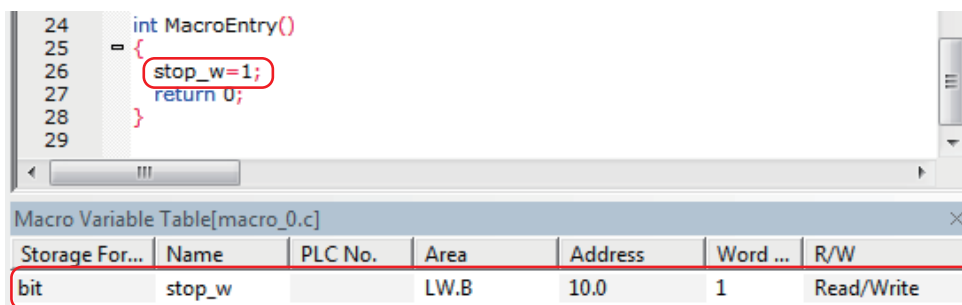 24 int MacroEntry()
25 {
26 stop_w=1;
27 return 0;
28 }
29
Macro Variable Table[macro_0.c]
Storage For... Name PLC No. Area Address Word ... R/W
bit stop_w LW.B 10.0 1 Read/Write